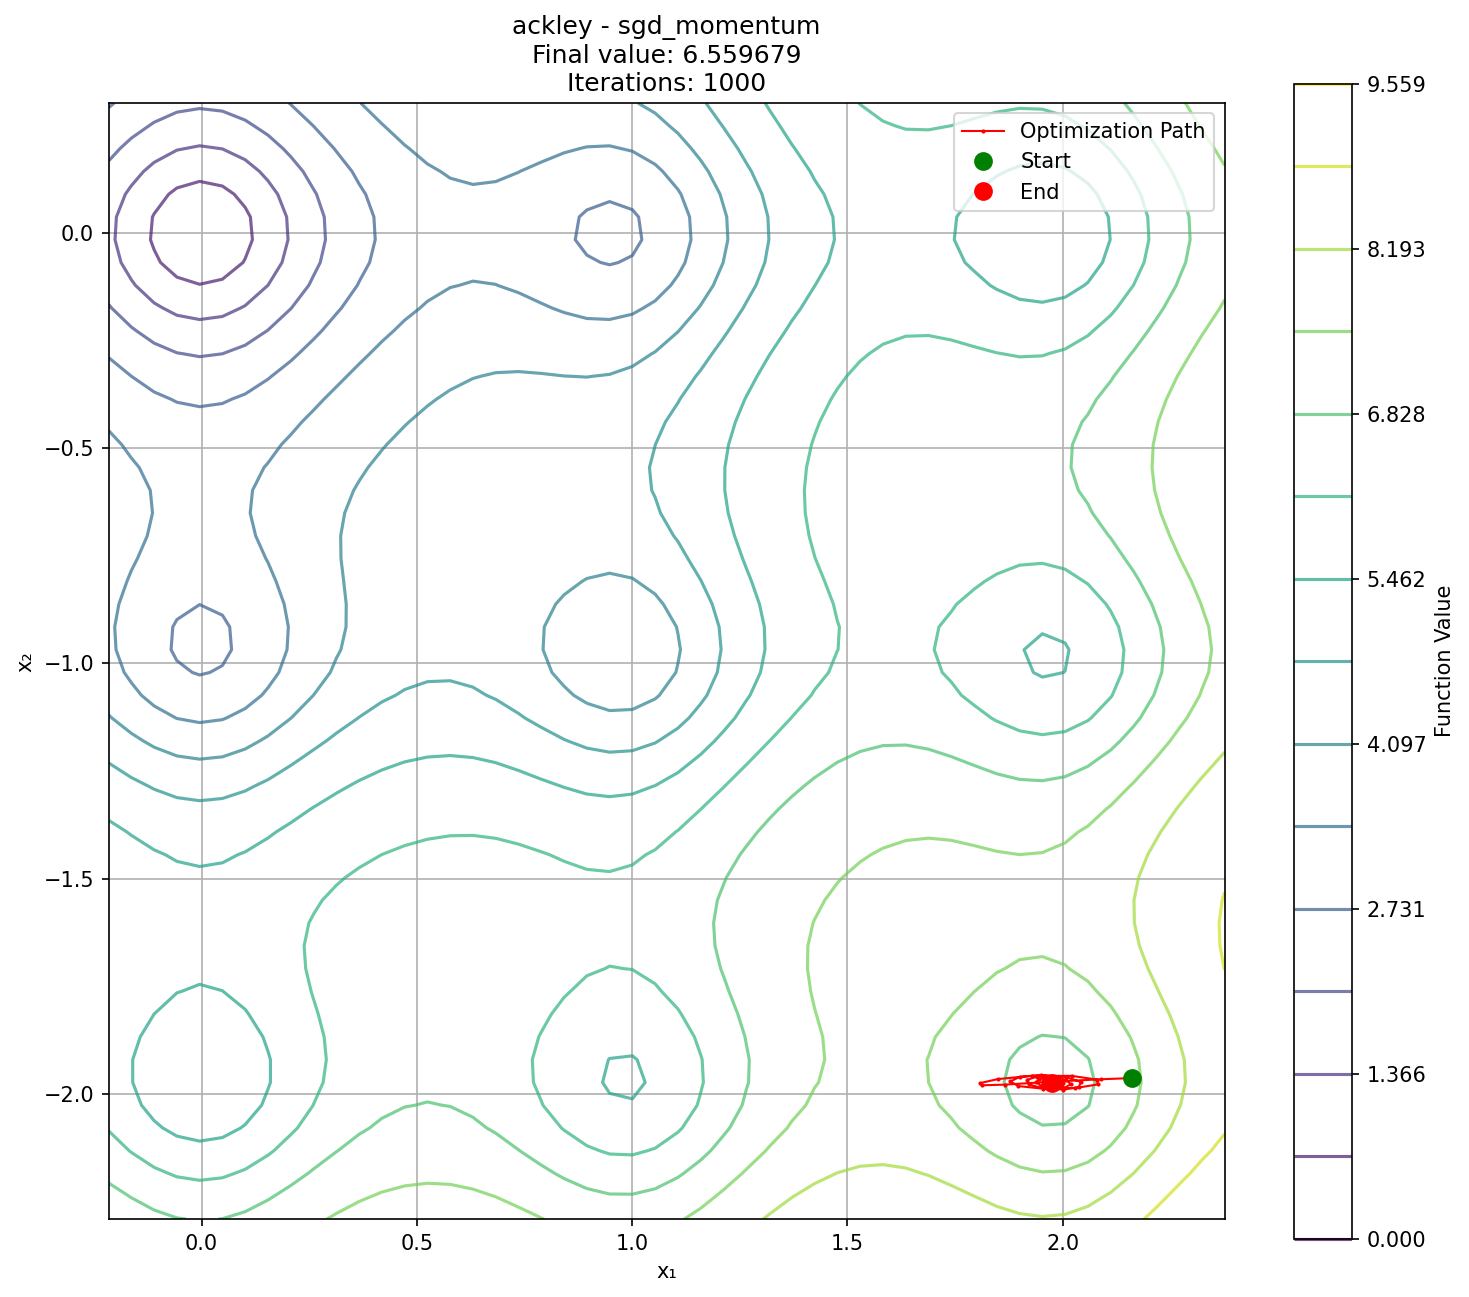 ackley - sgd_momentum
Final value: 6.559679
Iterations: 1000
Optimization Path
Start
End
0.0
−0.5
−1.0
−1.5
−2.0
x₂
0.0
0.5
1.0
1.5
2.0
x₁
9.559
8.193
6.828
5.462
4.097
2.731
1.366
0.000
Function Value